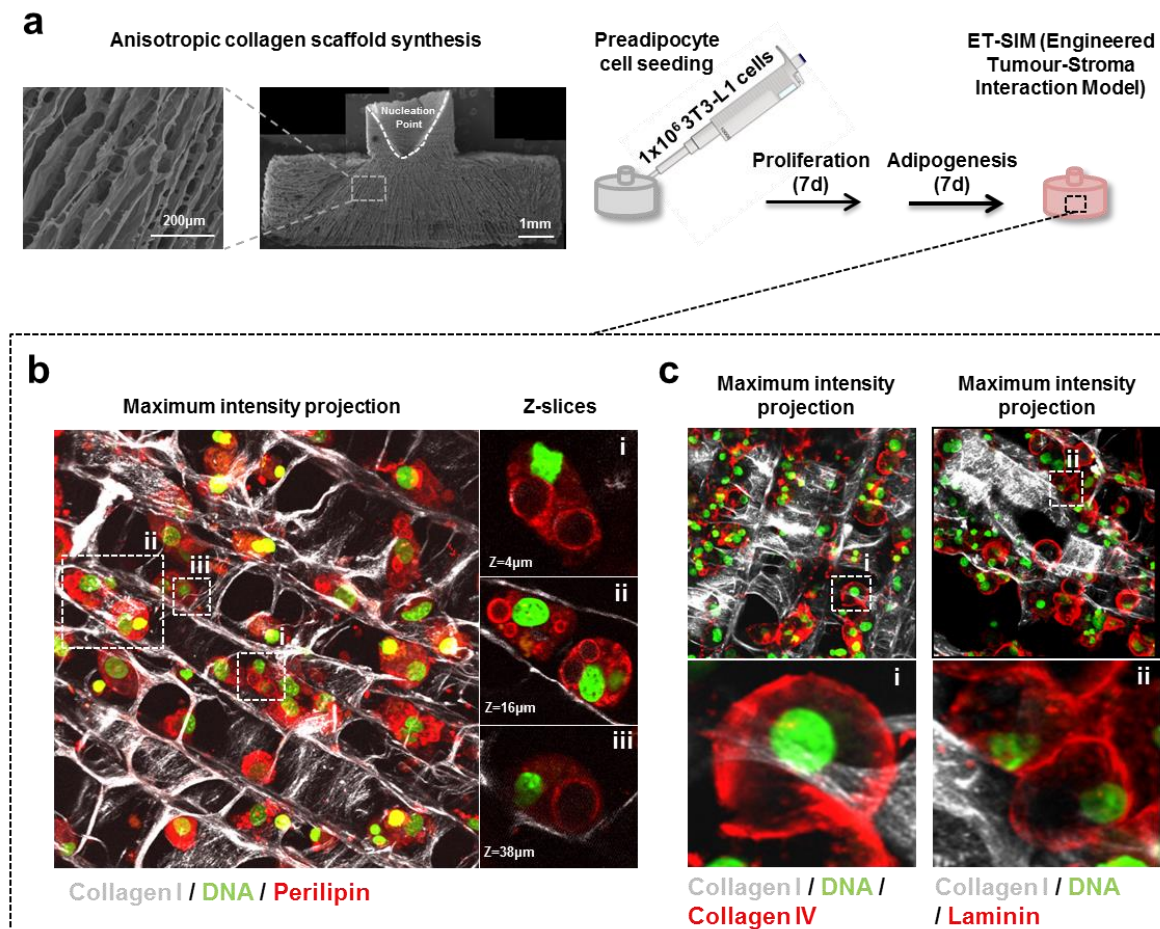 a
Anisotropic collagen scaffold synthesis
Nucleation
Point
200µm
1mm
Preadipocyte
cell seeding
1x10⁶ 3T3-L1 cells
Proliferation
(7d)
Adipogenesis
(7d)
ET-SIM (Engineered
Tumour-Stroma
Interaction Model)
b
Maximum intensity projection
Z-slices
ii
iii
i
i
Z=4µm
ii
Z=16µm
iii
Z=38µm
Collagen I / DNA / Perilipin
c
Maximum intensity
projection
Maximum intensity
projection
i
ii
i
ii
Collagen I / DNA /
Collagen IV
Collagen I / DNA
/ Laminin